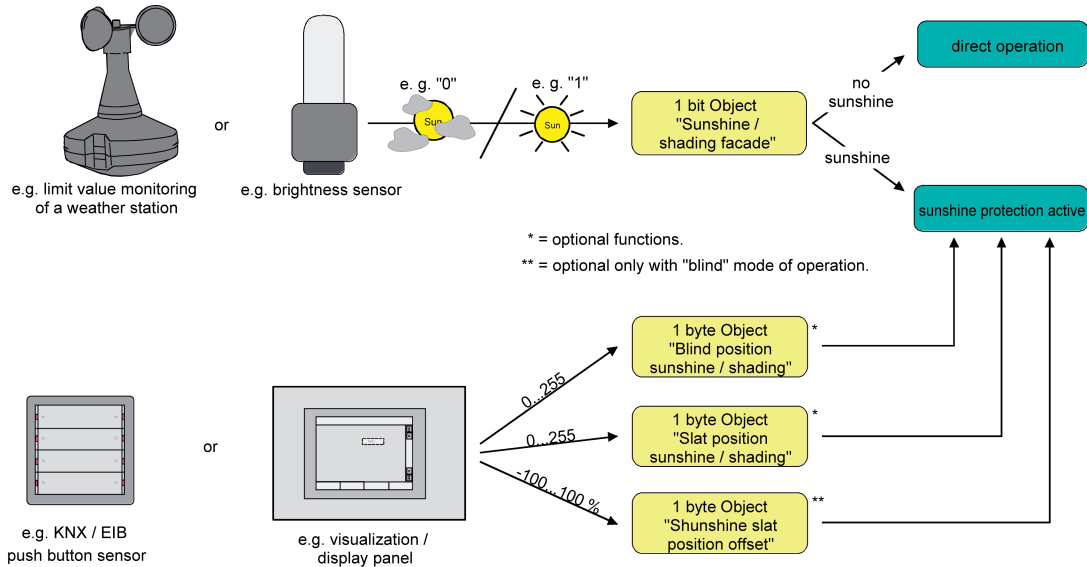 direct operation
e. g. "0"
e. g. "1"
no
sunshine
1 bit Object
"Sunshine /
shading facade"
Sun
Sun
or
sunshine
e.g. limit value monitoring
of a weather station
e.g. brightness sensor
sunshine protection active
* = optional functions.
** = optional only with "blind" mode of operation.
1 byte Object
"Blind position
sunshine / shading"
*
0...255
1 byte Object
"Slat position
sunshine / shading"
*
or
0...255
-100...100 %
1 byte Object
"Shunshine slat
position offset"
**
e.g. KNX / EIB
push button sensor
e.g. visualization /
display panel